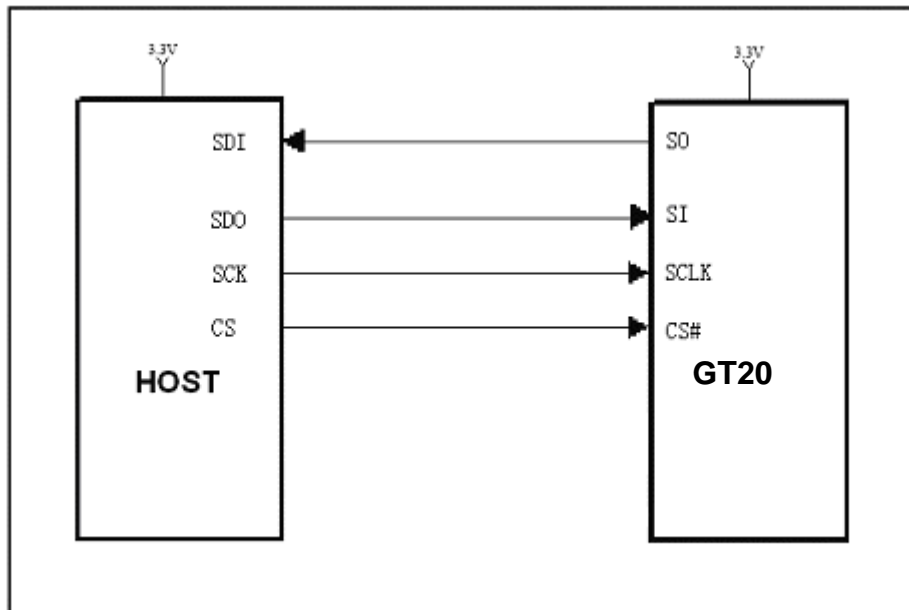 3.3V
3.3V
SDI
SO
SDO
SI
SCK
SCLK
CS
CS#
HOST
GT20